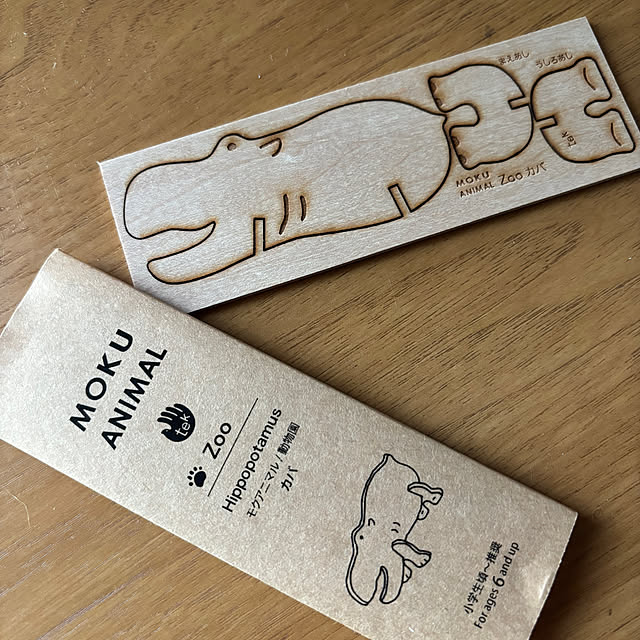 まえあし
うしろあし
MOKU
ANIMAL Zoo カバ
MOKU
ANIMAL
tek
Zoo
Hippopotamus
モクアニマル / 動物園
カバ
小学生頃〜推奨
For ages 6 and up